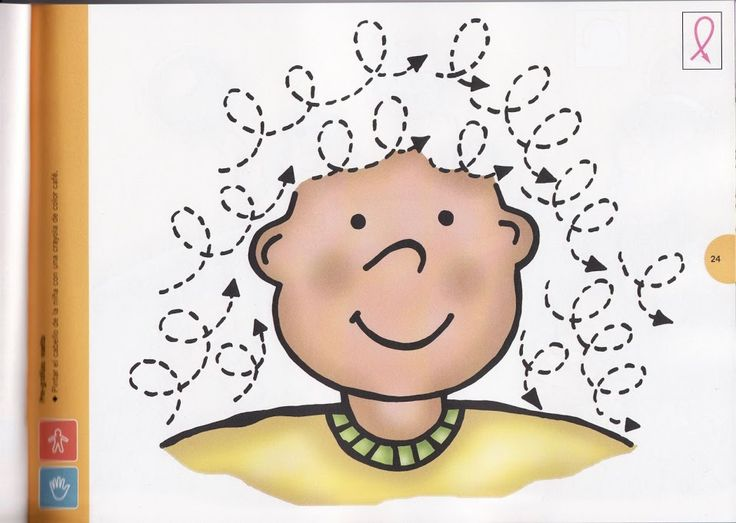 ● Pintar el cabello de la niña con una crayola de color café.
24